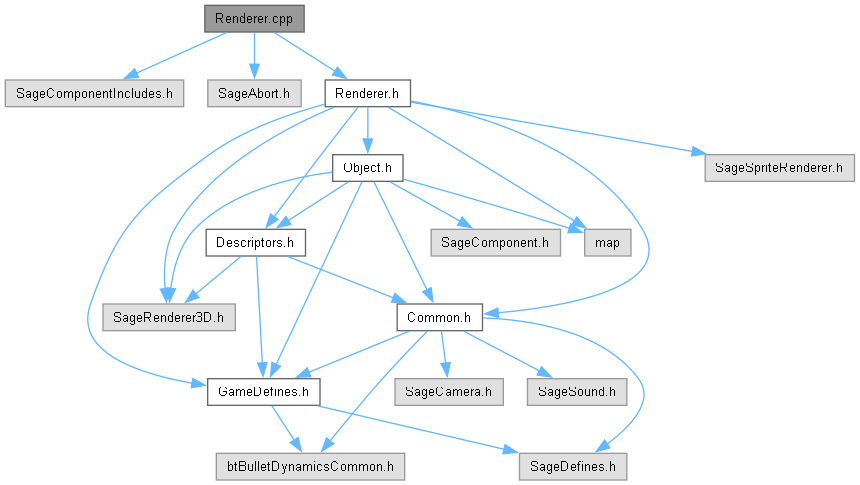 Renderer.cpp
SageComponentIncludes.h
SageAbort.h
Renderer.h
Object.h
SageSpriteRenderer.h
Descriptors.h
SageComponent.h
map
SageRenderer3D.h
Common.h
GameDefines.h
SageCamera.h
SageSound.h
btBulletDynamicsCommon.h
SageDefines.h